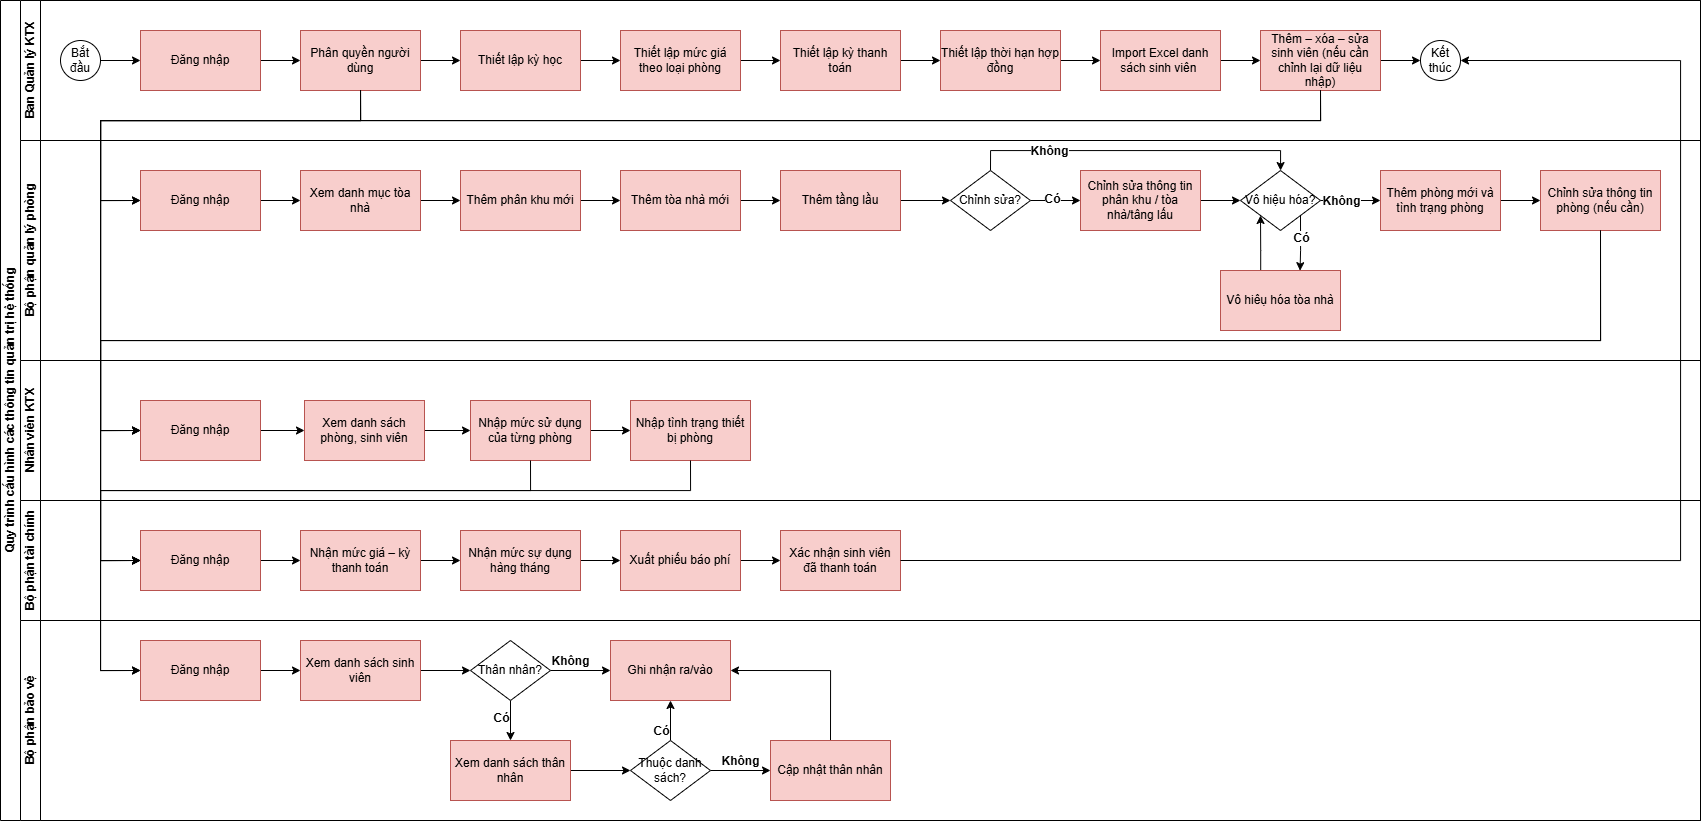 Quy trình cấu hình các thông tin quản trị hệ thống
Ban Quản lý KTX
Bắt
đầu
Đăng nhập
Phân quyền người
dùng
Thiết lập kỳ học
Thiết lập mức giá
theo loại phòng
Thiết lập kỳ thanh
toán
Thiết lập thời hạn hợp
đồng
Import Excel danh
sách sinh viên
Thêm – xóa – sửa
sinh viên (nếu cần
chỉnh lại dữ liệu
nhập)
Kết
thúc
Bộ phận quản lý phòng
Đăng nhập
Xem danh mục tòa
nhà
Thêm phân khu mới
Thêm tòa nhà mới
Thêm tầng lầu
Chỉnh sửa?
Không
Có
Chỉnh sửa thông tin
phân khu / tòa
nhà/tầng lầu
Vô hiệu hóa?
Không
Có
Vô hiệu hóa tòa nhà
Thêm phòng mới và
tình trạng phòng
Chỉnh sửa thông tin
phòng (nếu cần)
Nhân viên KTX
Đăng nhập
Xem danh sách
phòng, sinh viên
Nhập mức sử dụng
của từng phòng
Nhập tình trạng thiết
bị phòng
Bộ phận tài chính
Đăng nhập
Nhận mức giá – kỳ
thanh toán
Nhận mức sự dụng
hàng tháng
Xuất phiếu báo phí
Xác nhận sinh viên
đã thanh toán
Bộ phận bảo vệ
Đăng nhập
Xem danh sách sinh
viên
Thân nhân?
Không
Có
Ghi nhận ra/vào
Xem danh sách thân
nhân
Thuộc danh
sách?
Có
Không
Cập nhật thân nhân